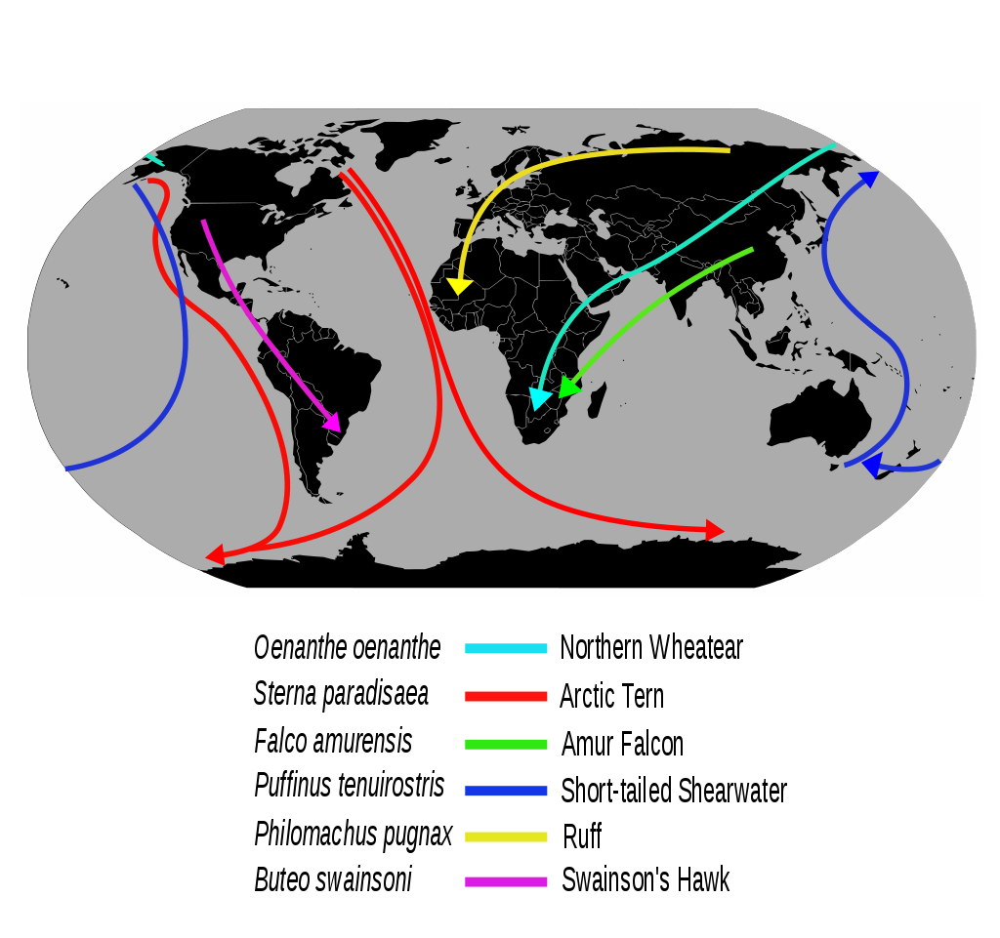 Oenanthe oenanthe Northern Wheatear
Sterna paradisaea Arctic Tern
Falco amurensis Amur Falcon
Puffinus tenuirostris Short-tailed Shearwater
Philomachus pugnax Ruff
Buteo swainsoni Swainson's Hawk